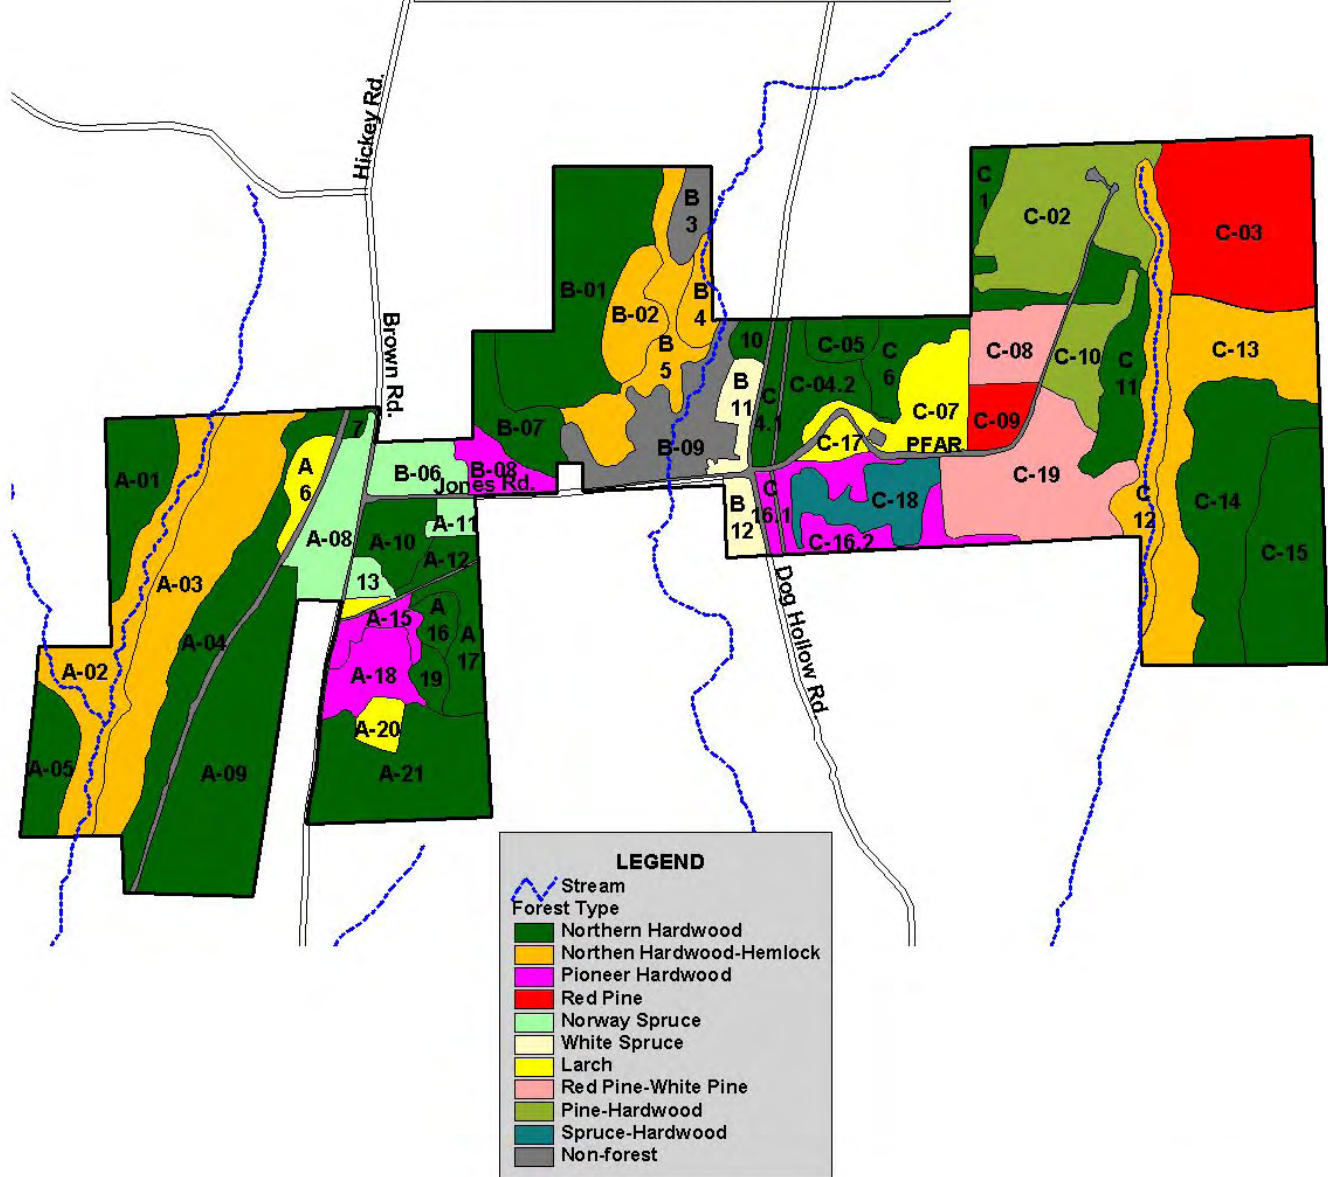 Hickey Rd.
Brown Rd.
Jones Rd.
Dog Hollow Rd.
PFAR
A-01
A-02
A-03
A-04
A-05
A
6
7
A-08
A-09
A-10
A-11
A-12
13
A-15
A
16
A
17
A-18
19
A-20
A-21
B-01
B-02
B
3
B
4
B
5
B-06
B-07
B-08
B-09
10
B
11
B
12
C
1
C-02
C-03
C
4.1
C-04.2
C-05
C
6
C-07
C-08
C-09
C-10
C
11
C
12
C-13
C-14
C-15
C
16.1
C-16.2
C-17
C-18
C-19
LEGEND
Stream
Forest Type
Northern Hardwood
Northen Hardwood-Hemlock
Pioneer Hardwood
Red Pine
Norway Spruce
White Spruce
Larch
Red Pine-White Pine
Pine-Hardwood
Spruce-Hardwood
Non-forest